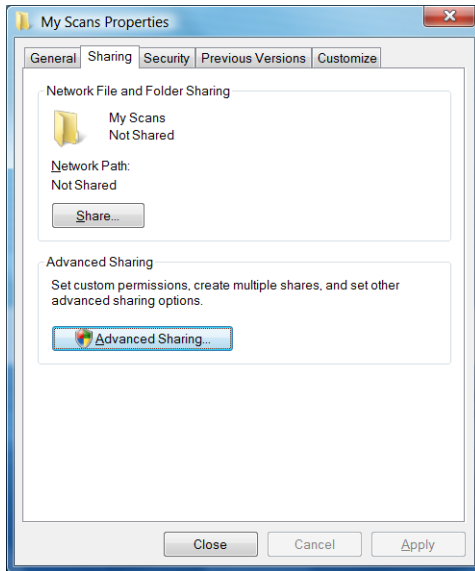 My Scans Properties
General Sharing Security Previous Versions Customize
Network File and Folder Sharing
My Scans
Not Shared
Network Path:
Not Shared
Share...
Advanced Sharing
Set custom permissions, create multiple shares, and set other
advanced sharing options.
Advanced Sharing...
Close Cancel Apply